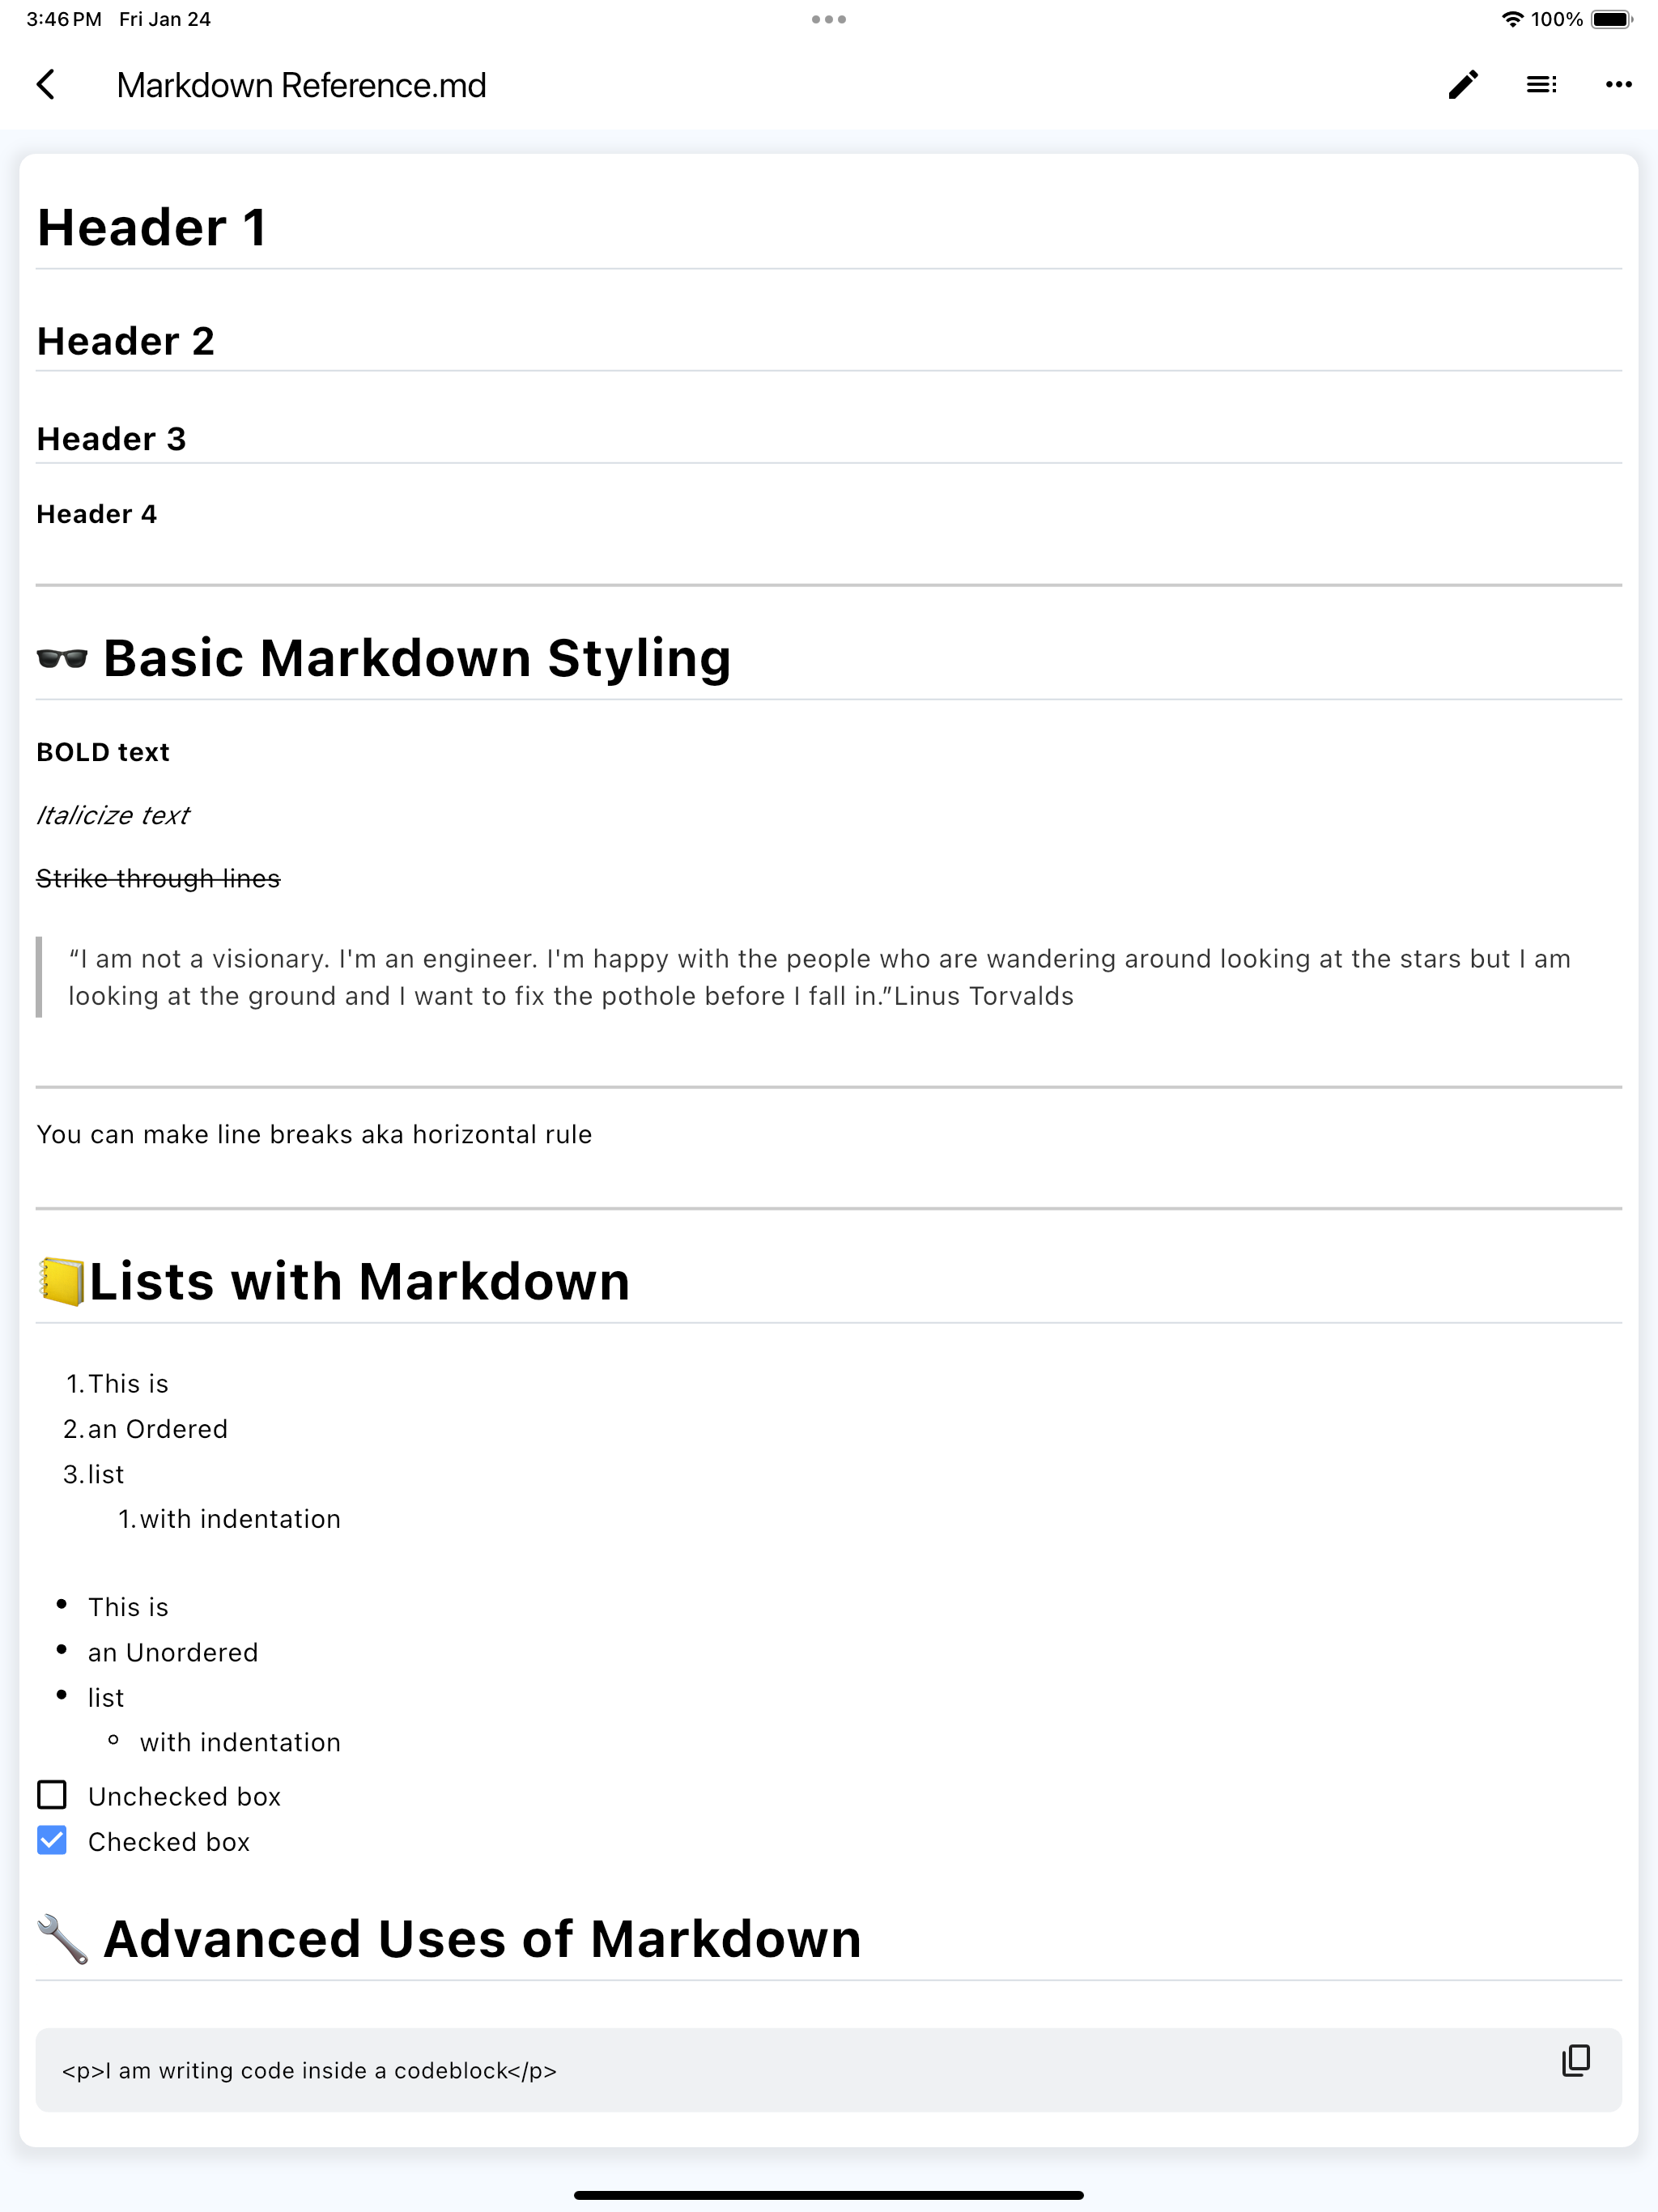 3:46 PM Fri Jan 24
100%
Markdown Reference.md
Header 1
Header 2
Header 3
Header 4
🕶️ Basic Markdown Styling
BOLD text
Italicize text
Strike through lines
“I am not a visionary. I'm an engineer. I'm happy with the people who are wandering around looking at the stars but I am
looking at the ground and I want to fix the pothole before I fall in.”Linus Torvalds
You can make line breaks aka horizontal rule
📒Lists with Markdown
1. This is
2. an Ordered
3. list
1. with indentation
• This is
• an Unordered
• list
◦ with indentation
Unchecked box
Checked box
🔧 Advanced Uses of Markdown
<p>I am writing code inside a codeblock</p>